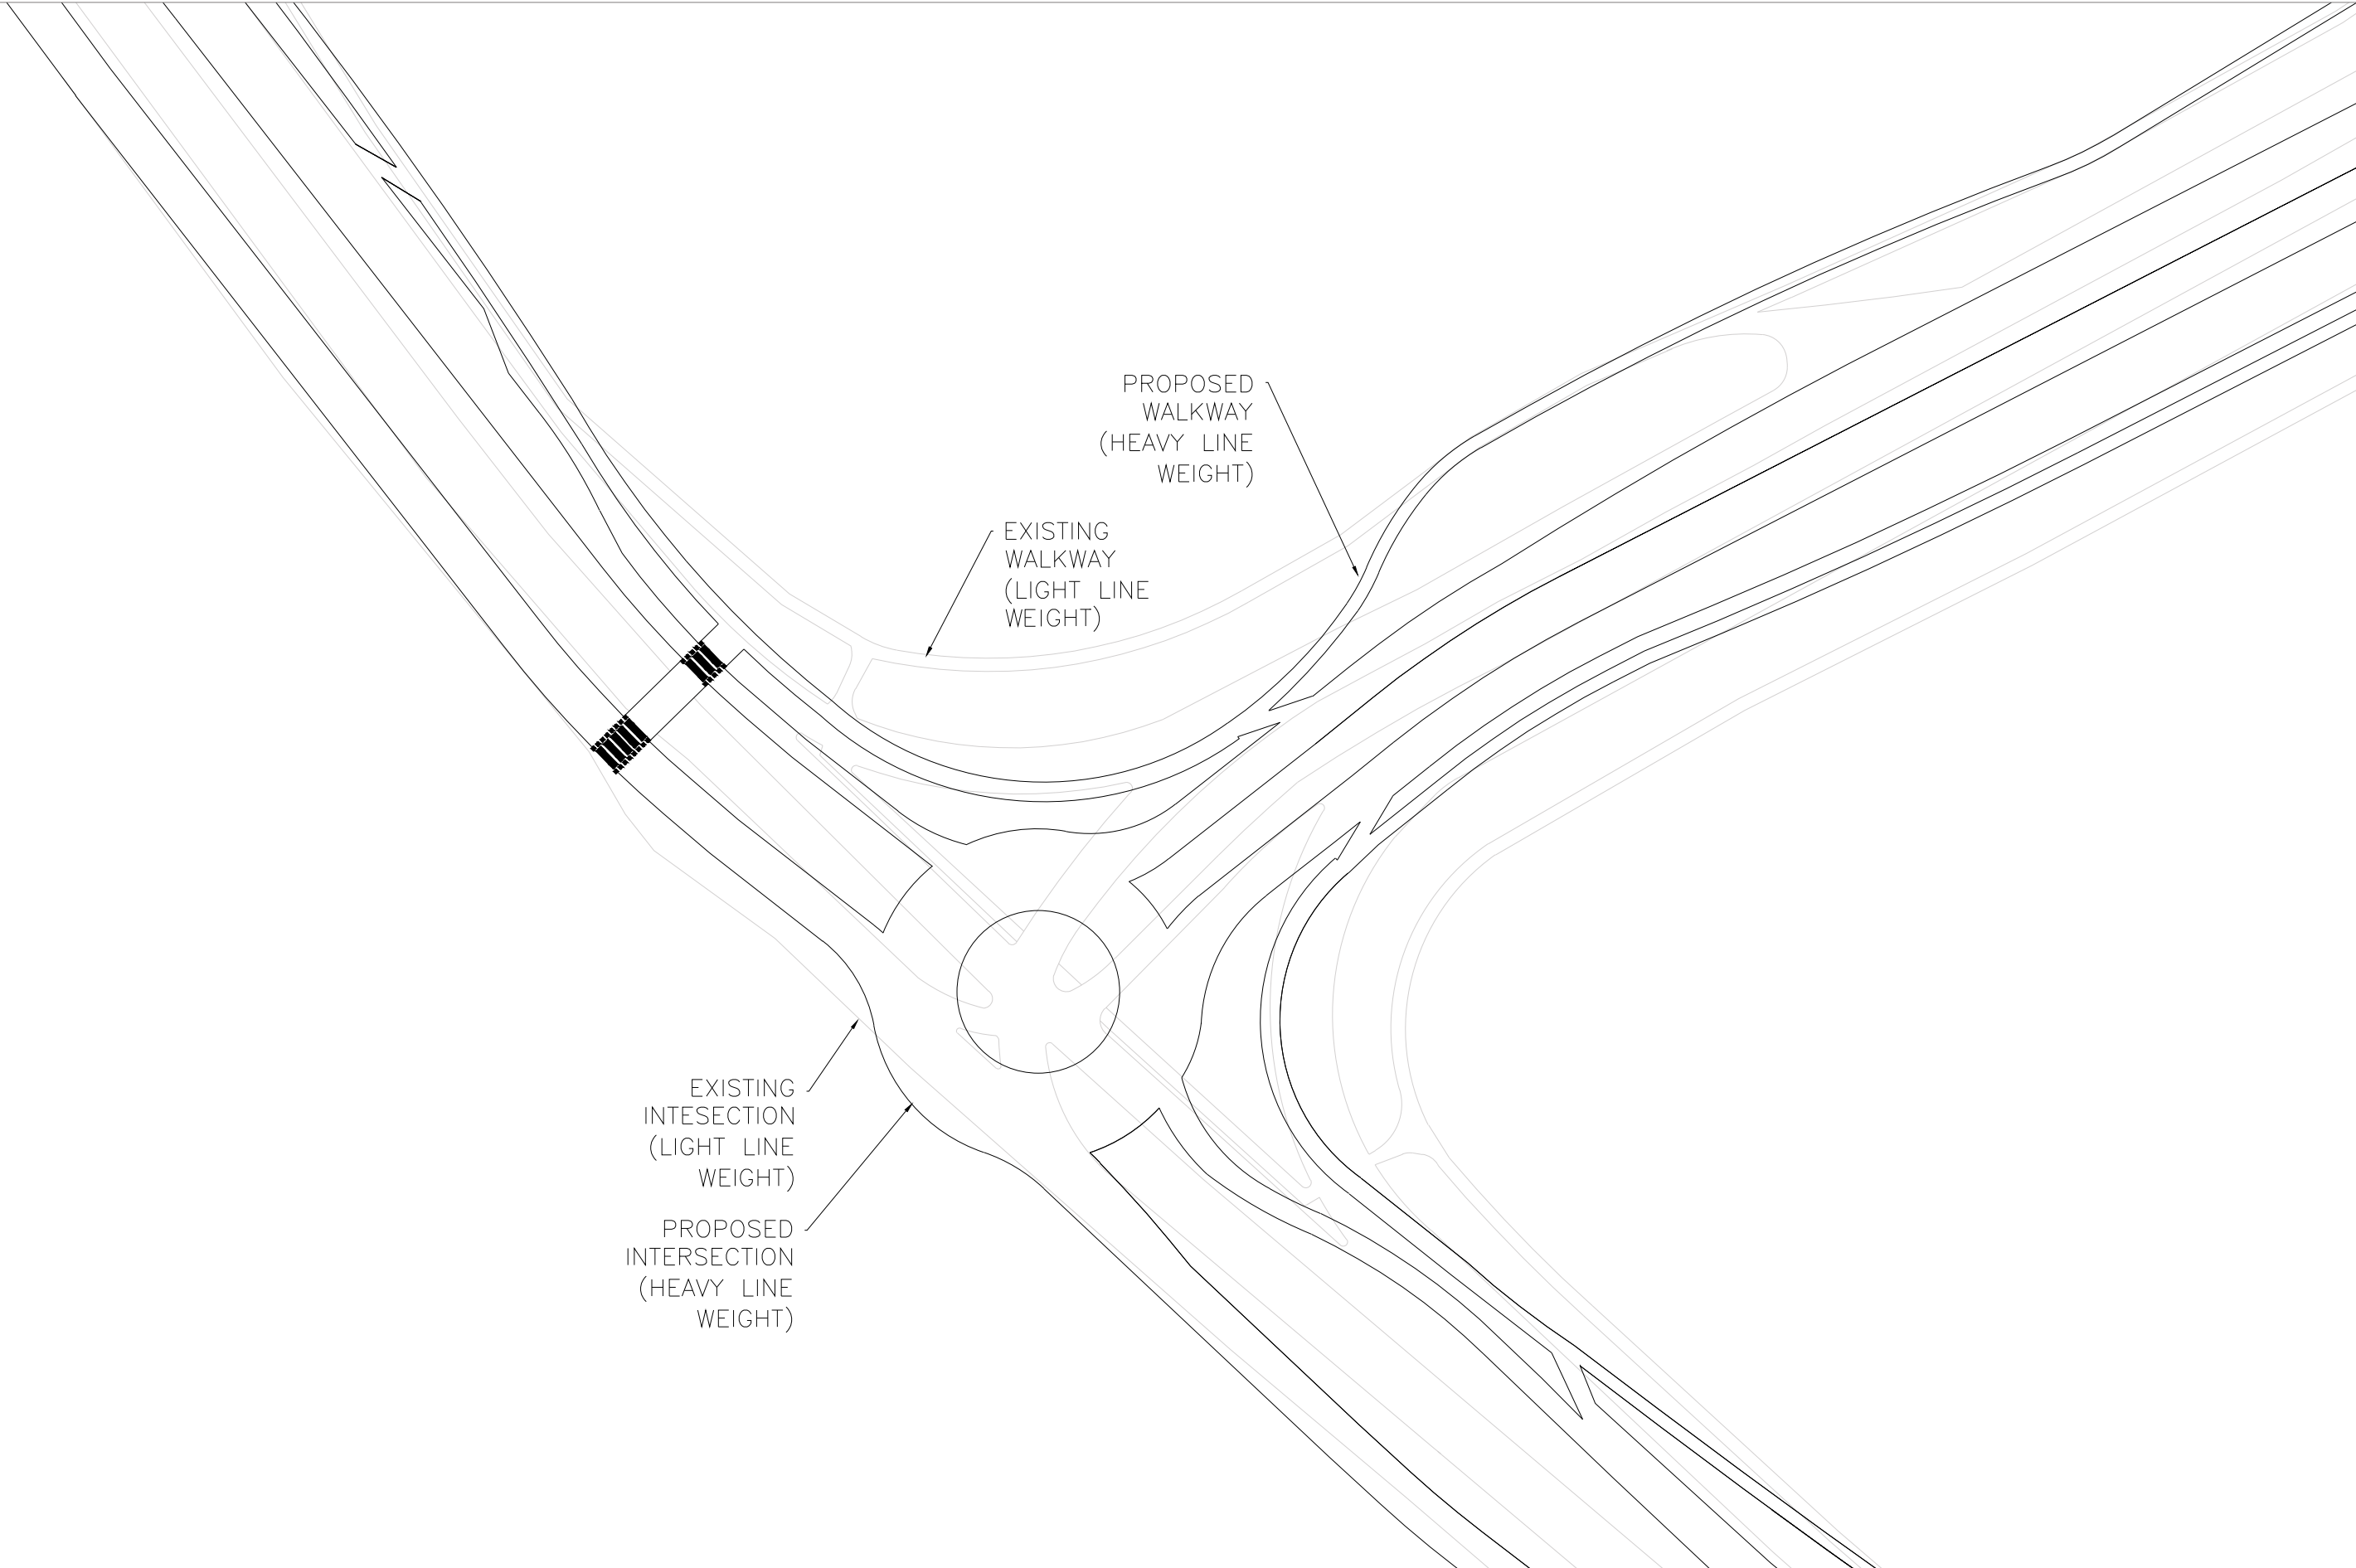 PROPOSED
WALKWAY
(HEAVY LINE
WEIGHT)
EXISTING
WALKWAY
(LIGHT LINE
WEIGHT)
EXISTING
INTESECTION
(LIGHT LINE
WEIGHT)
PROPOSED
INTERSECTION
(HEAVY LINE
WEIGHT)